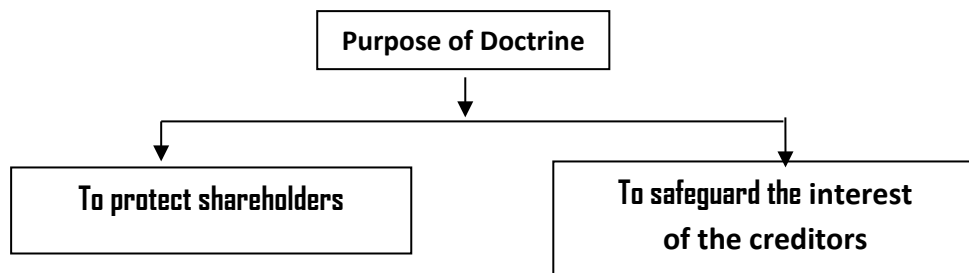 Purpose of Doctrine
To protect shareholders
To safeguard the interest
of the creditors